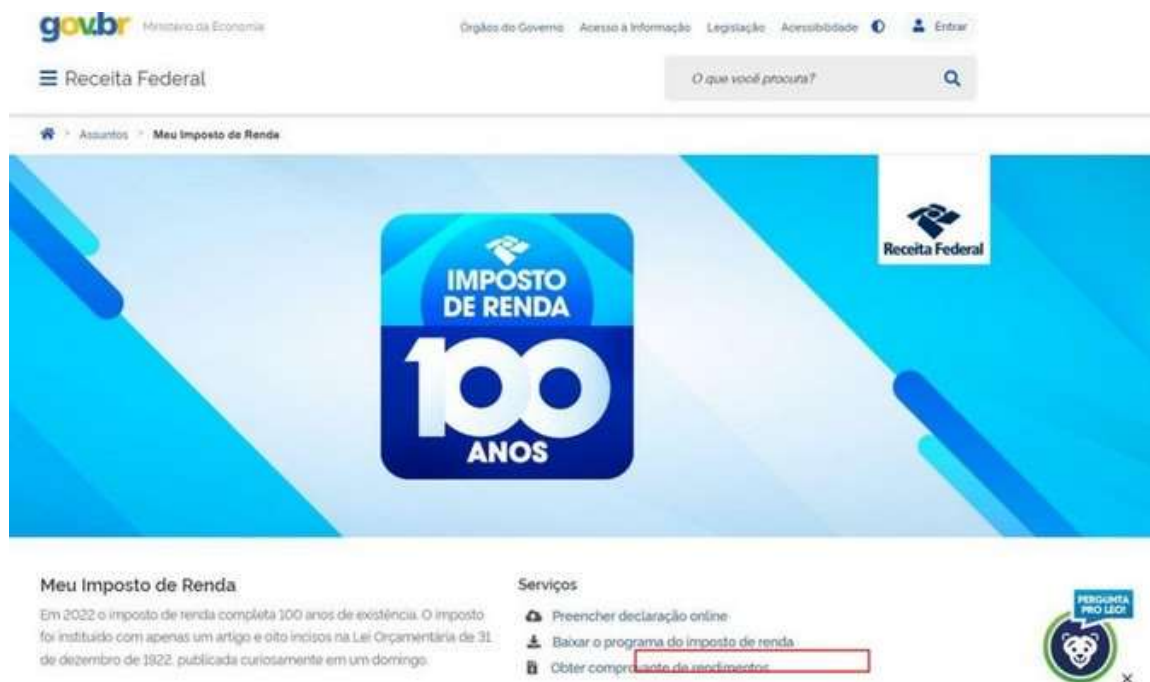 gov.br Ministério da Economia
Órgãos do Governo Acesso à Informação Legislação Acessibilidade Entrar
Receita Federal
O que você procura?
Assuntos Meu Imposto de Renda
Receita Federal
IMPOSTO
DE RENDA
100
ANOS
Meu Imposto de Renda
Em 2022 o imposto de renda completa 100 anos de existência. O imposto
foi instituído com apenas um artigo e oito incisos na Lei Orçamentária de 31
de dezembro de 1922, publicada curiosamente em um domingo.
Serviços
Preencher declaração online
Baixar o programa do imposto de renda
Obter comprovante de rendimentos
PERGUNTA
PRO LEO!